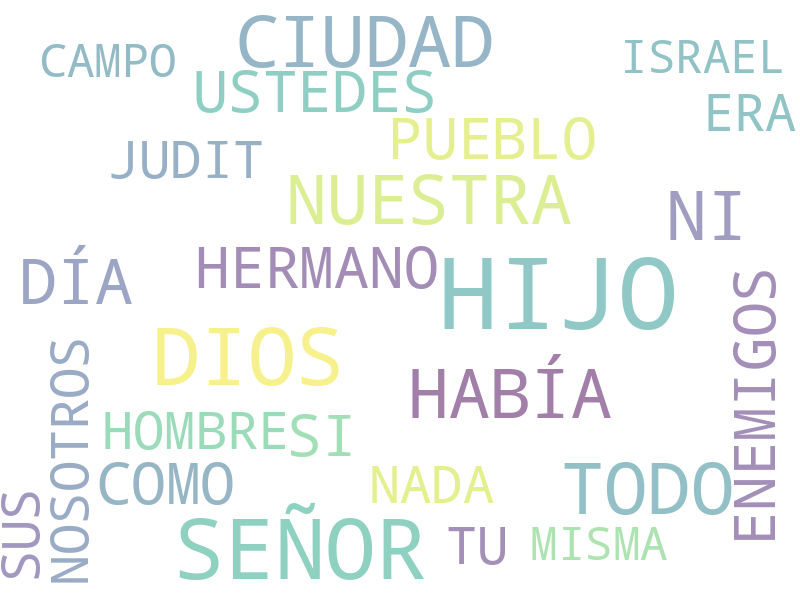 CIUDAD
CAMPO
ISRAEL
USTEDES
ERA
PUEBLO
JUDIT
NUESTRA
NI
HERMANO
DÍA
HIJO
ENEMIGOS
DIOS
NOSOTROS
HABÍA
HOMBRE
SI
COMO
NADA
TODO
SUS
SEÑOR
TU
MISMA